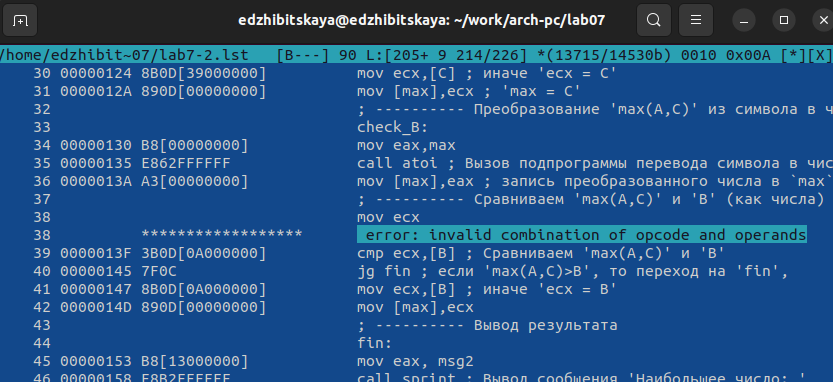 edzhibitskaya@edzhibitskaya: ~/work/arch-pc/lab07
/home/edzhibit~07/lab7-2.lst [B---] 90 L:[205+ 9 214/226] *(13715/14530b) 0010 0x00A [*][X]
30 00000124 8B0D[39000000] mov ecx,[C] ; иначе 'ecx = C'
31 0000012A 890D[00000000] mov [max],ecx ; 'max = C'
32 ; ---------- Преобразование 'max(A,C)' из символа в ч
33 check_B:
34 00000130 B8[00000000] mov eax,max
35 00000135 E862FFFFFF call atoi ; Вызов подпрограммы перевода символа в чис
36 0000013A A3[00000000] mov [max],eax ; запись преобразованного числа в `max`
37 ; ---------- Сравниваем 'max(A,C)' и 'B' (как числа)
38 mov ecx
38 ****************** error: invalid combination of opcode and operands
39 0000013F 3B0D[0A000000] cmp ecx,[B] ; Сравниваем 'max(A,C)' и 'B'
40 00000145 7F0C jg fin ; если 'max(A,C)>B', то переход на 'fin',
41 00000147 8B0D[0A000000] mov ecx,[B] ; иначе 'ecx = B'
42 0000014D 890D[00000000] mov [max],ecx
43 ; ---------- Вывод результата
44 fin:
45 00000153 B8[13000000] mov eax, msg2
46 00000158 E8B2FFFFFF call sprint ; Вывод сообщения 'Наибольшее число: '